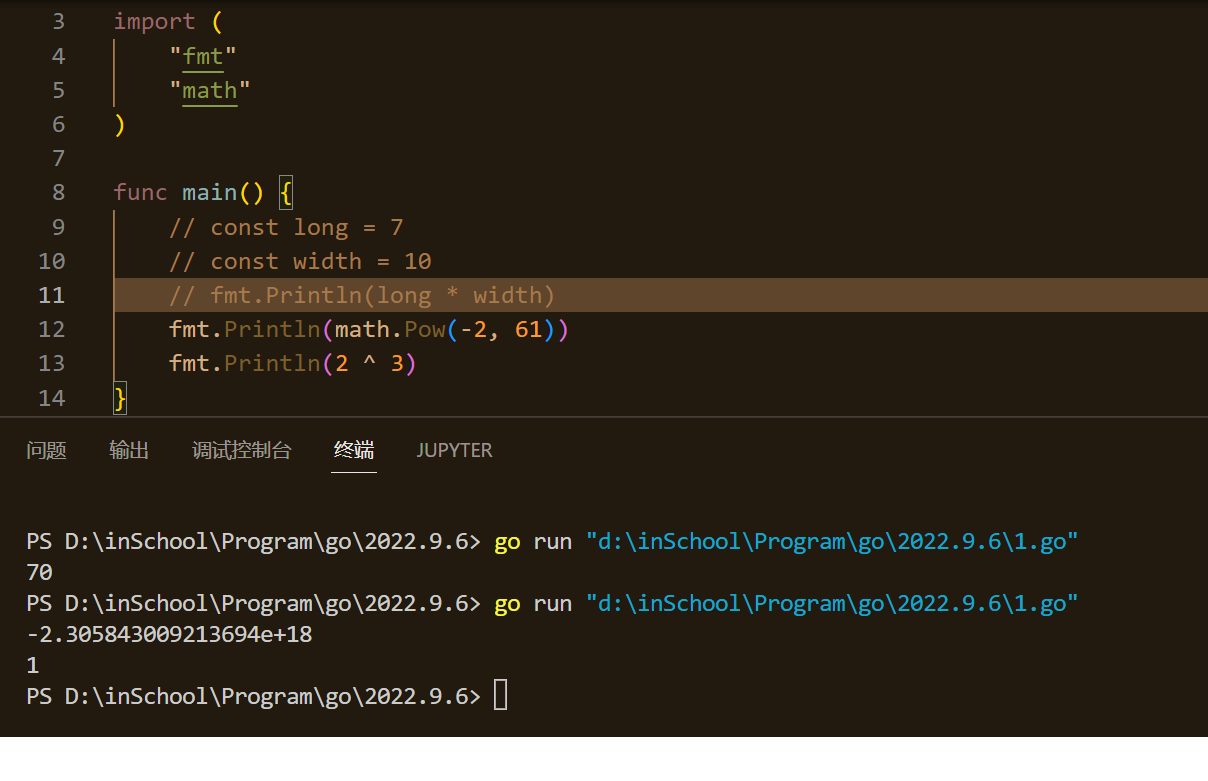 3 import (
4 "fmt"
5 "math"
6 )
7
8 func main() {
9 // const long = 7
10 // const width = 10
11 // fmt.Println(long * width)
12 fmt.Println(math.Pow(-2, 61))
13 fmt.Println(2 ^ 3)
14 }
问题 输出 调试控制台 终端 JUPYTER
PS D:\inSchool\Program\go\2022.9.6> go run "d:\inSchool\Program\go\2022.9.6\1.go"
70
PS D:\inSchool\Program\go\2022.9.6> go run "d:\inSchool\Program\go\2022.9.6\1.go"
-2.305843009213694e+18
1
PS D:\inSchool\Program\go\2022.9.6>